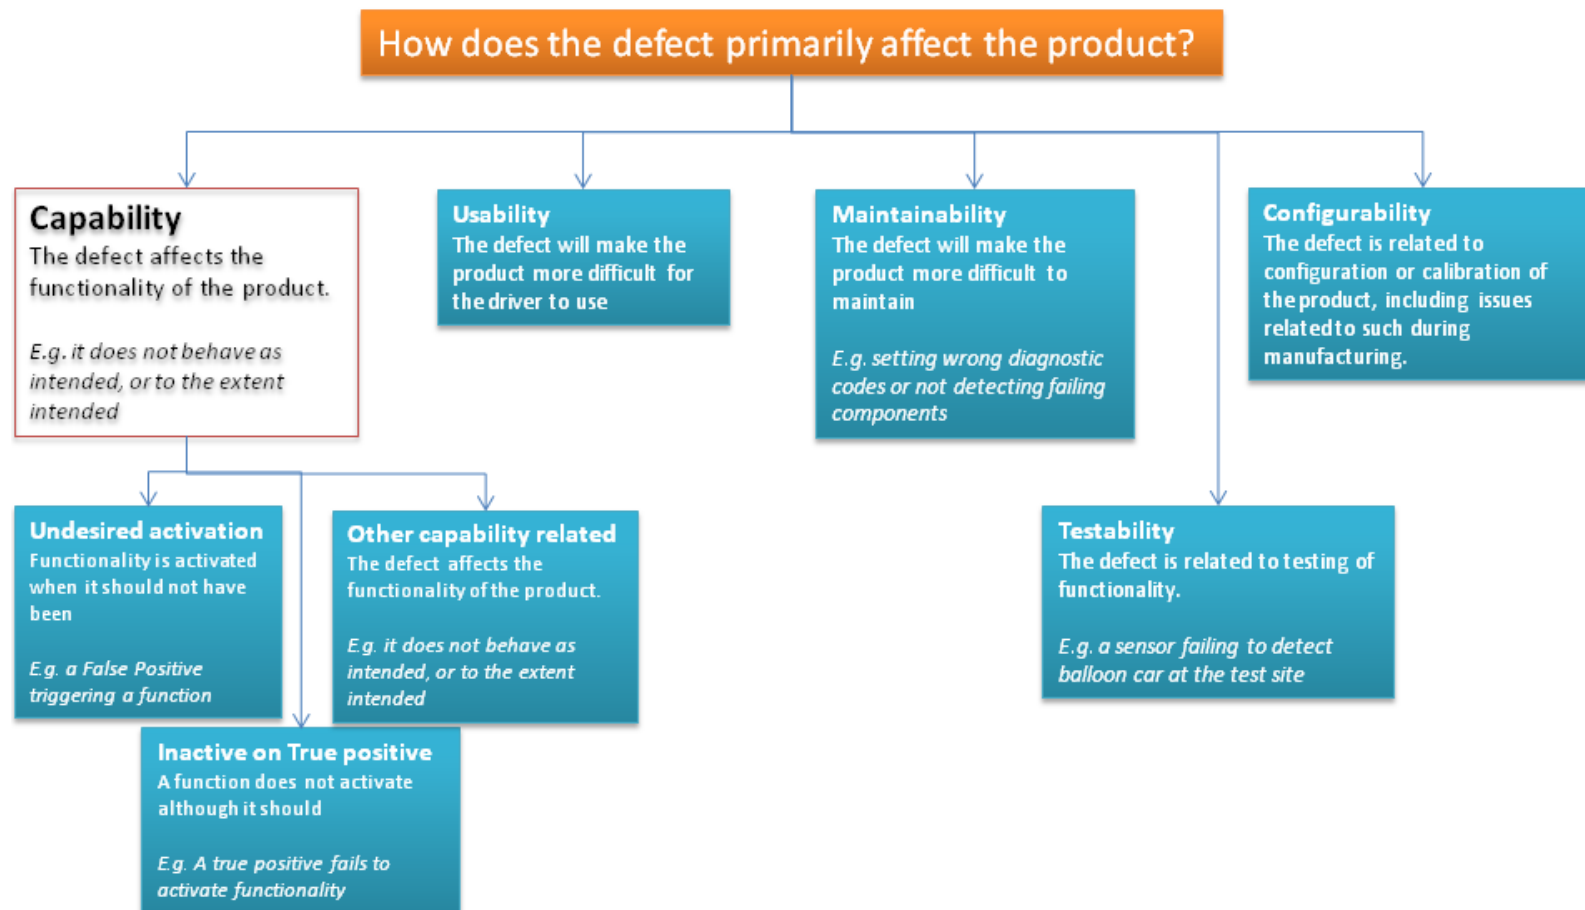 How does the defect primarily affect the product?
Capability
The defect affects the
functionality of the product.
E.g. it does not behave as
intended, or to the extent
intended
Usability
The defect will make the
product more difficult for
the driver to use
Maintainability
The defect will make the
product more difficult to
maintain
E.g. setting wrong diagnostic
codes or not detecting failing
components
Configurability
The defect is related to
configuration or calibration of
the product, including issues
related to such during
manufacturing.
Undesired activation
Functionality is activated
when it should not have
been
E.g. a False Positive
triggering a function
Other capability related
The defect affects the
functionality of the product.
E.g. it does not behave as
intended, or to the extent
intended
Testability
The defect is related to testing of
functionality.
E.g. a sensor failing to detect
balloon car at the test site
Inactive on True positive
A function does not activate
although it should
E.g. A true positive fails to
activate functionality